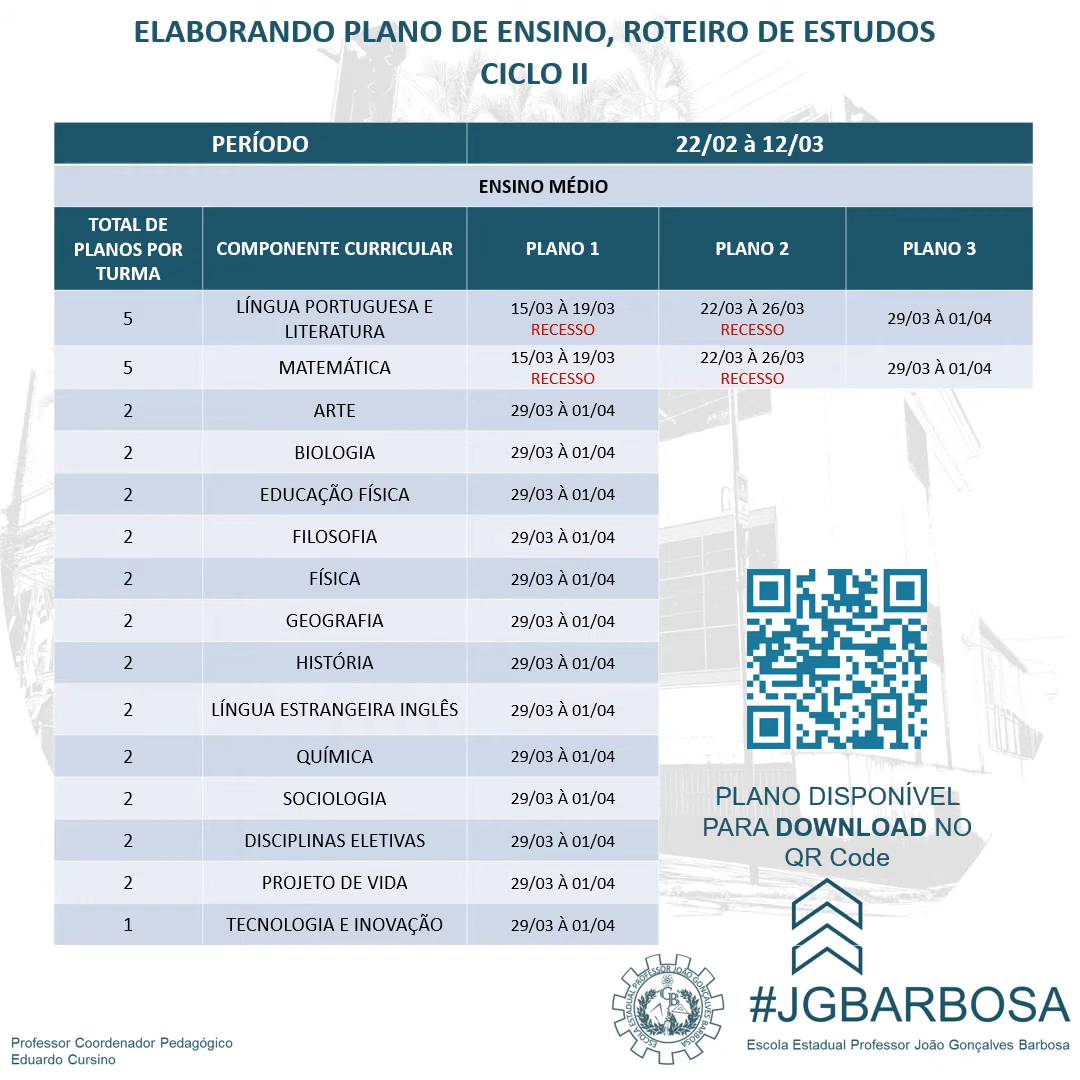 ELABORANDO PLANO DE ENSINO, ROTEIRO DE ESTUDOS
CICLO II
PERÍODO 22/02 à 12/03
ENSINO MÉDIO
TOTAL DE
PLANOS POR
TURMA
COMPONENTE CURRICULAR PLANO 1 PLANO 2 PLANO 3
5 LÍNGUA PORTUGUESA E
LITERATURA
15/03 À 19/03
RECESSO
22/03 À 26/03
RECESSO
29/03 À 01/04
5 MATEMÁTICA
15/03 À 19/03
RECESSO
22/03 À 26/03
RECESSO
29/03 À 01/04
2 ARTE 29/03 À 01/04
2 BIOLOGIA 29/03 À 01/04
2 EDUCAÇÃO FÍSICA 29/03 À 01/04
2 FILOSOFIA 29/03 À 01/04
2 FÍSICA 29/03 À 01/04
2 GEOGRAFIA 29/03 À 01/04
2 HISTÓRIA 29/03 À 01/04
2 LÍNGUA ESTRANGEIRA INGLÊS 29/03 À 01/04
2 QUÍMICA 29/03 À 01/04
2 SOCIOLOGIA 29/03 À 01/04
2 DISCIPLINAS ELETIVAS 29/03 À 01/04
2 PROJETO DE VIDA 29/03 À 01/04
1 TECNOLOGIA E INOVAÇÃO 29/03 À 01/04
PLANO DISPONÍVEL
PARA DOWNLOAD NO
QR Code
ESCOLA ESTADUAL PROFESSOR JOÃO GONÇALVES BARBOSA
GB
#JGBARBOSA
Escola Estadual Professor João Gonçalves Barbosa
Professor Coordenador Pedagógico
Eduardo Cursino